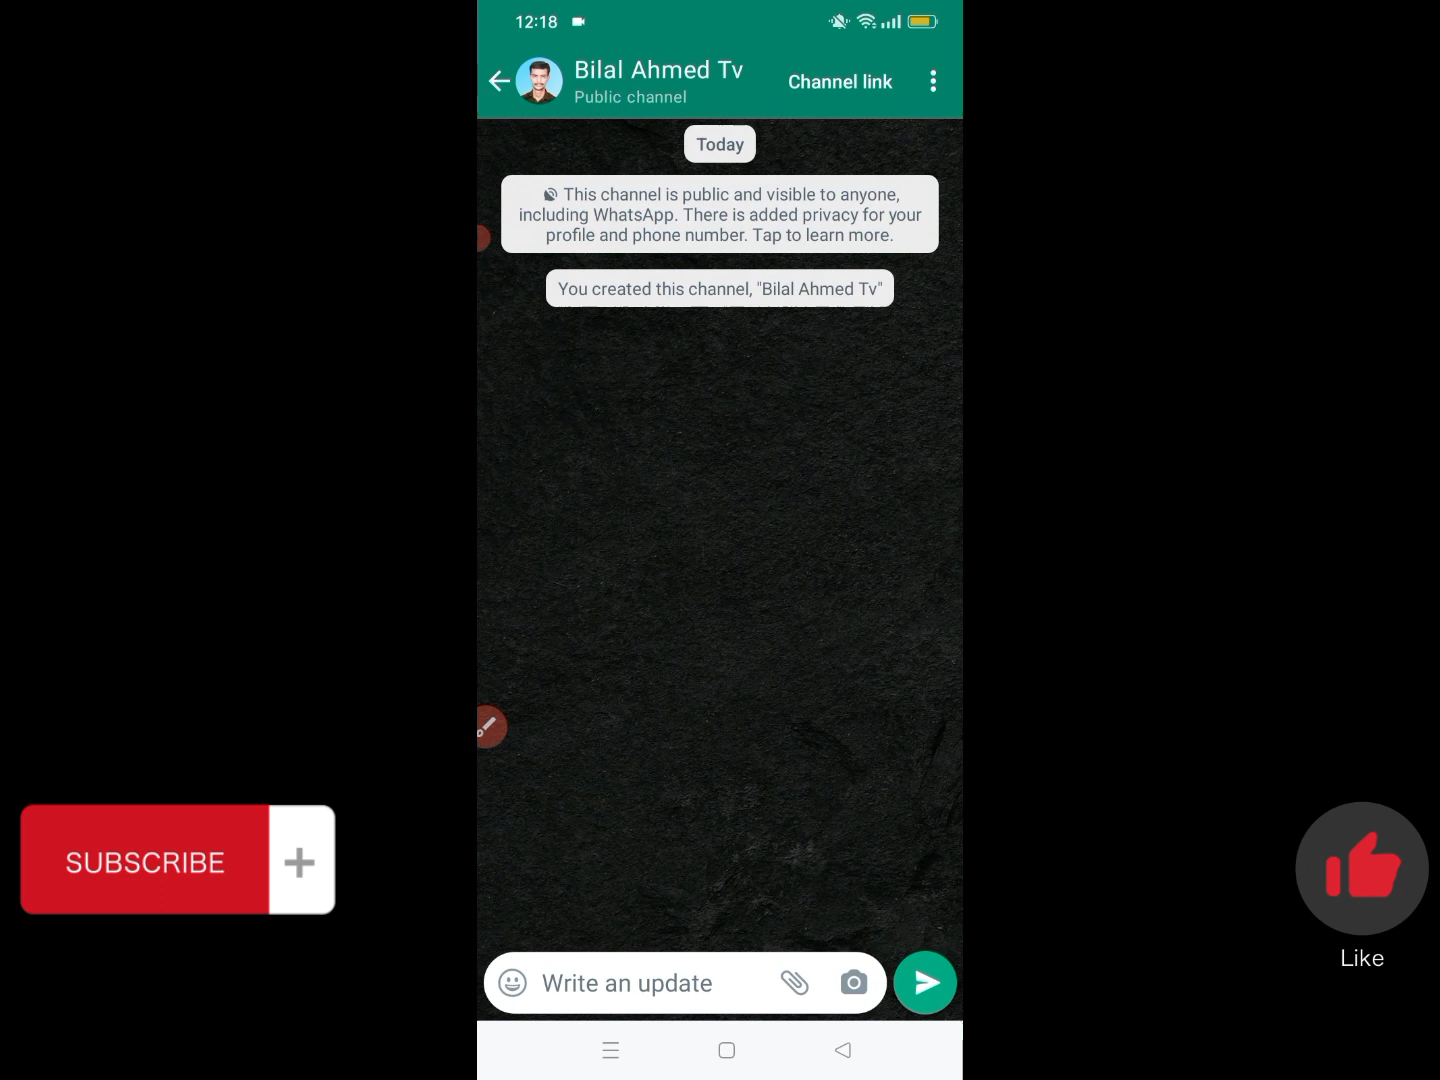 12:18
Bilal Ahmed Tv
Public channel
Channel link
Today
This channel is public and visible to anyone,
including WhatsApp. There is added privacy for your
profile and phone number. Tap to learn more.
You created this channel, "Bilal Ahmed Tv"
SUBSCRIBE
Like
Write an update